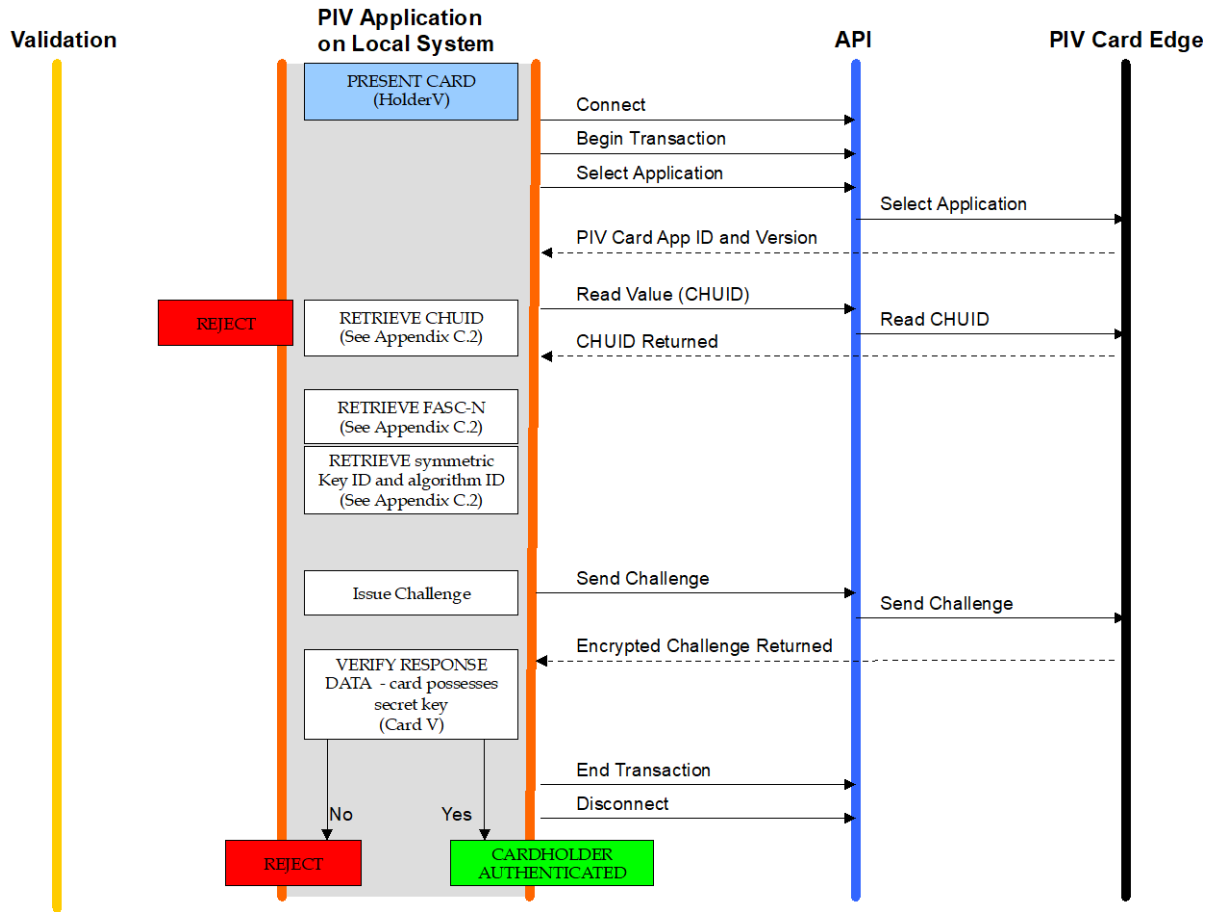 Validation
PIV Application
on Local System
API
PIV Card Edge
PRESENT CARD
(HolderV)
Connect
Begin Transaction
Select Application
Select Application
PIV Card App ID and Version
REJECT
RETRIEVE CHUID
(See Appendix C.2)
Read Value (CHUID)
Read CHUID
CHUID Returned
RETRIEVE FASC-N
(See Appendix C.2)
RETRIEVE symmetric
Key ID and algorithm ID
(See Appendix C.2)
Issue Challenge
Send Challenge
Send Challenge
Encrypted Challenge Returned
VERIFY RESPONSE
DATA - card possesses
secret key
(Card V)
End Transaction
Disconnect
No
Yes
REJECT
CARDHOLDER
AUTHENTICATED